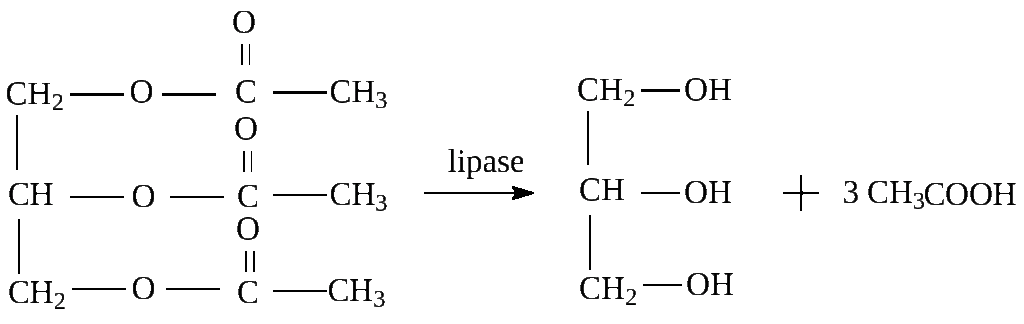 O
CH2 O C CH3 CH2 OH
O
lipase
CH O C CH3 CH OH + 3 CH3COOH
O
CH2 O C CH3 CH2 OH